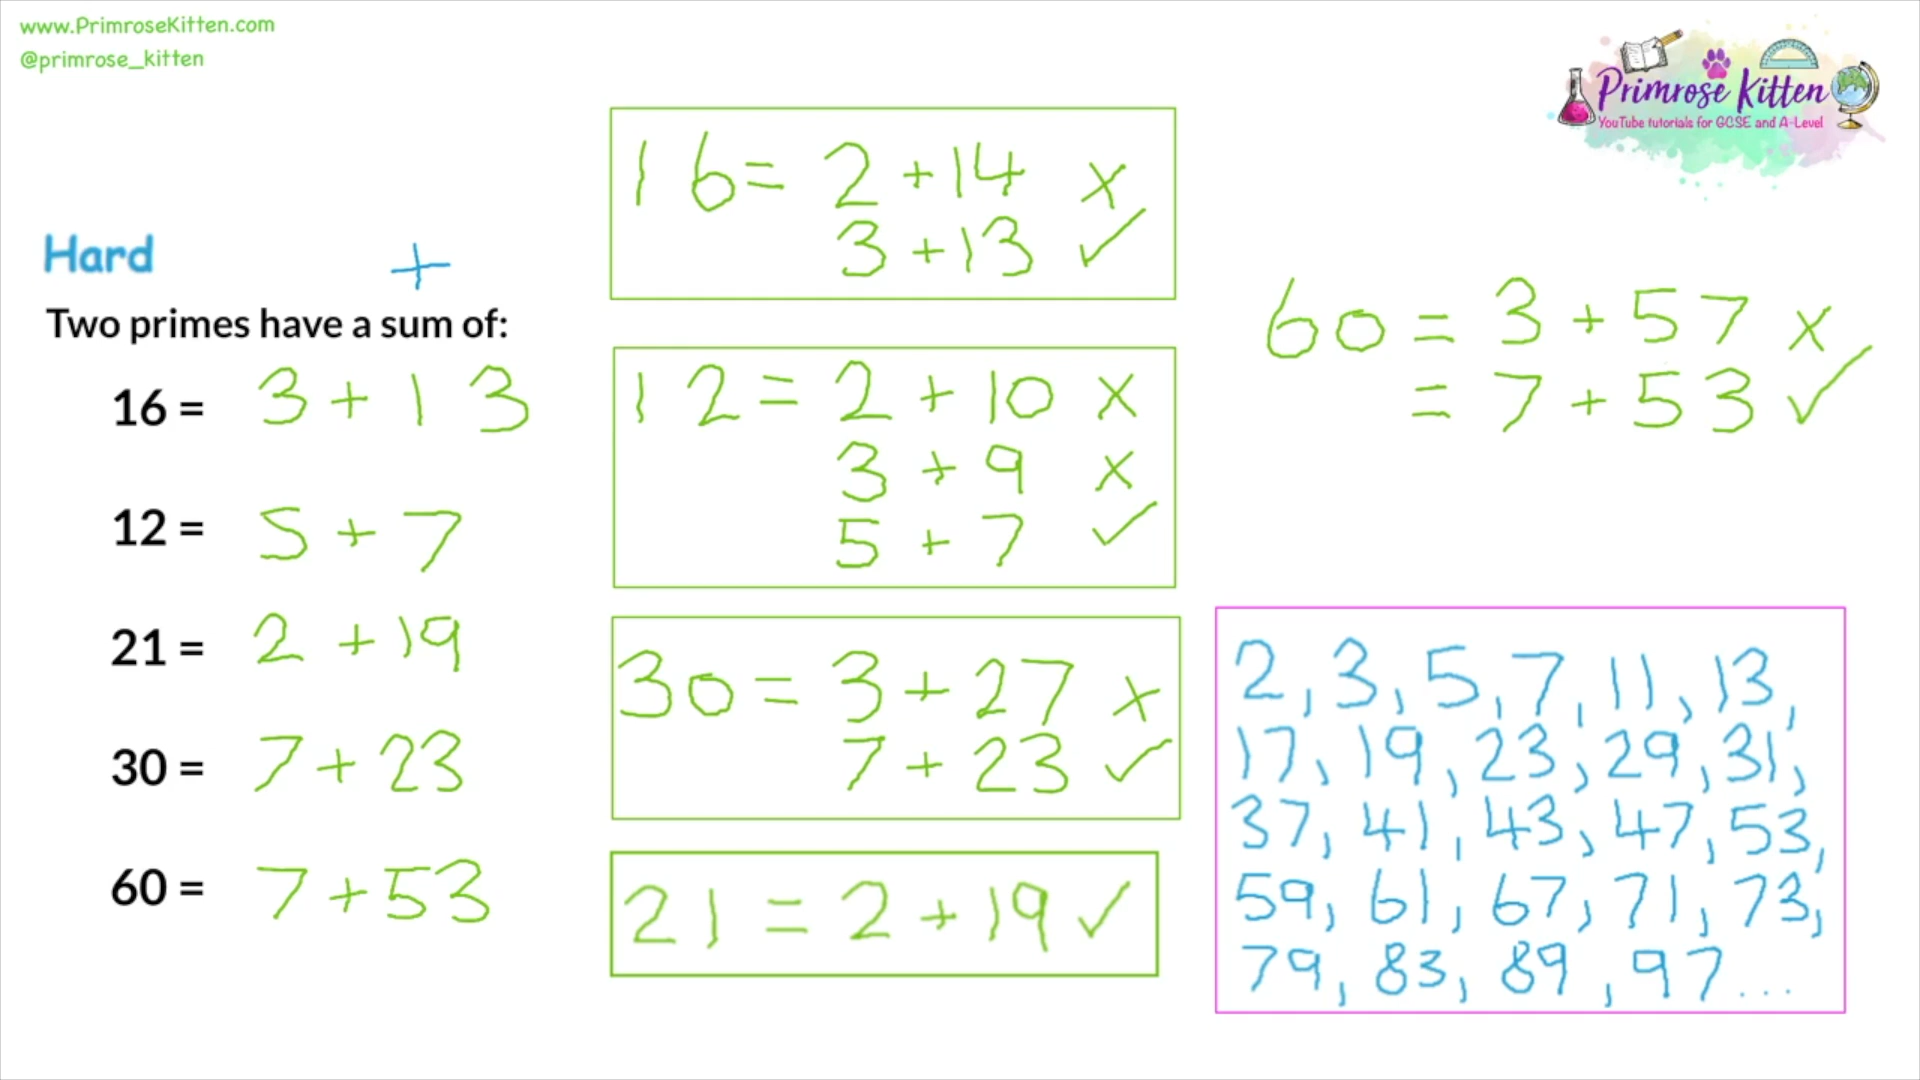 www.PrimroseKitten.com
@primrose_kitten
Primrose Kitten
YouTube tutorials for GCSE and A-Level
Hard
+
Two primes have a sum of:
16 = 3 + 13
12 = 5 + 7
21 = 2 + 19
30 = 7 + 23
60 = 7 + 53
16 = 2 + 14 x
3 + 13 ✓
12 = 2 + 10 x
3 + 9 x
5 + 7 ✓
30 = 3 + 27 x
7 + 23 ✓
21 = 2 + 19 ✓
60 = 3 + 57 x
= 7 + 53 ✓
2, 3, 5, 7, 11, 13,
17, 19, 23, 29, 31,
37, 41, 43, 47, 53,
59, 61, 67, 71, 73,
79, 83, 89, 97...